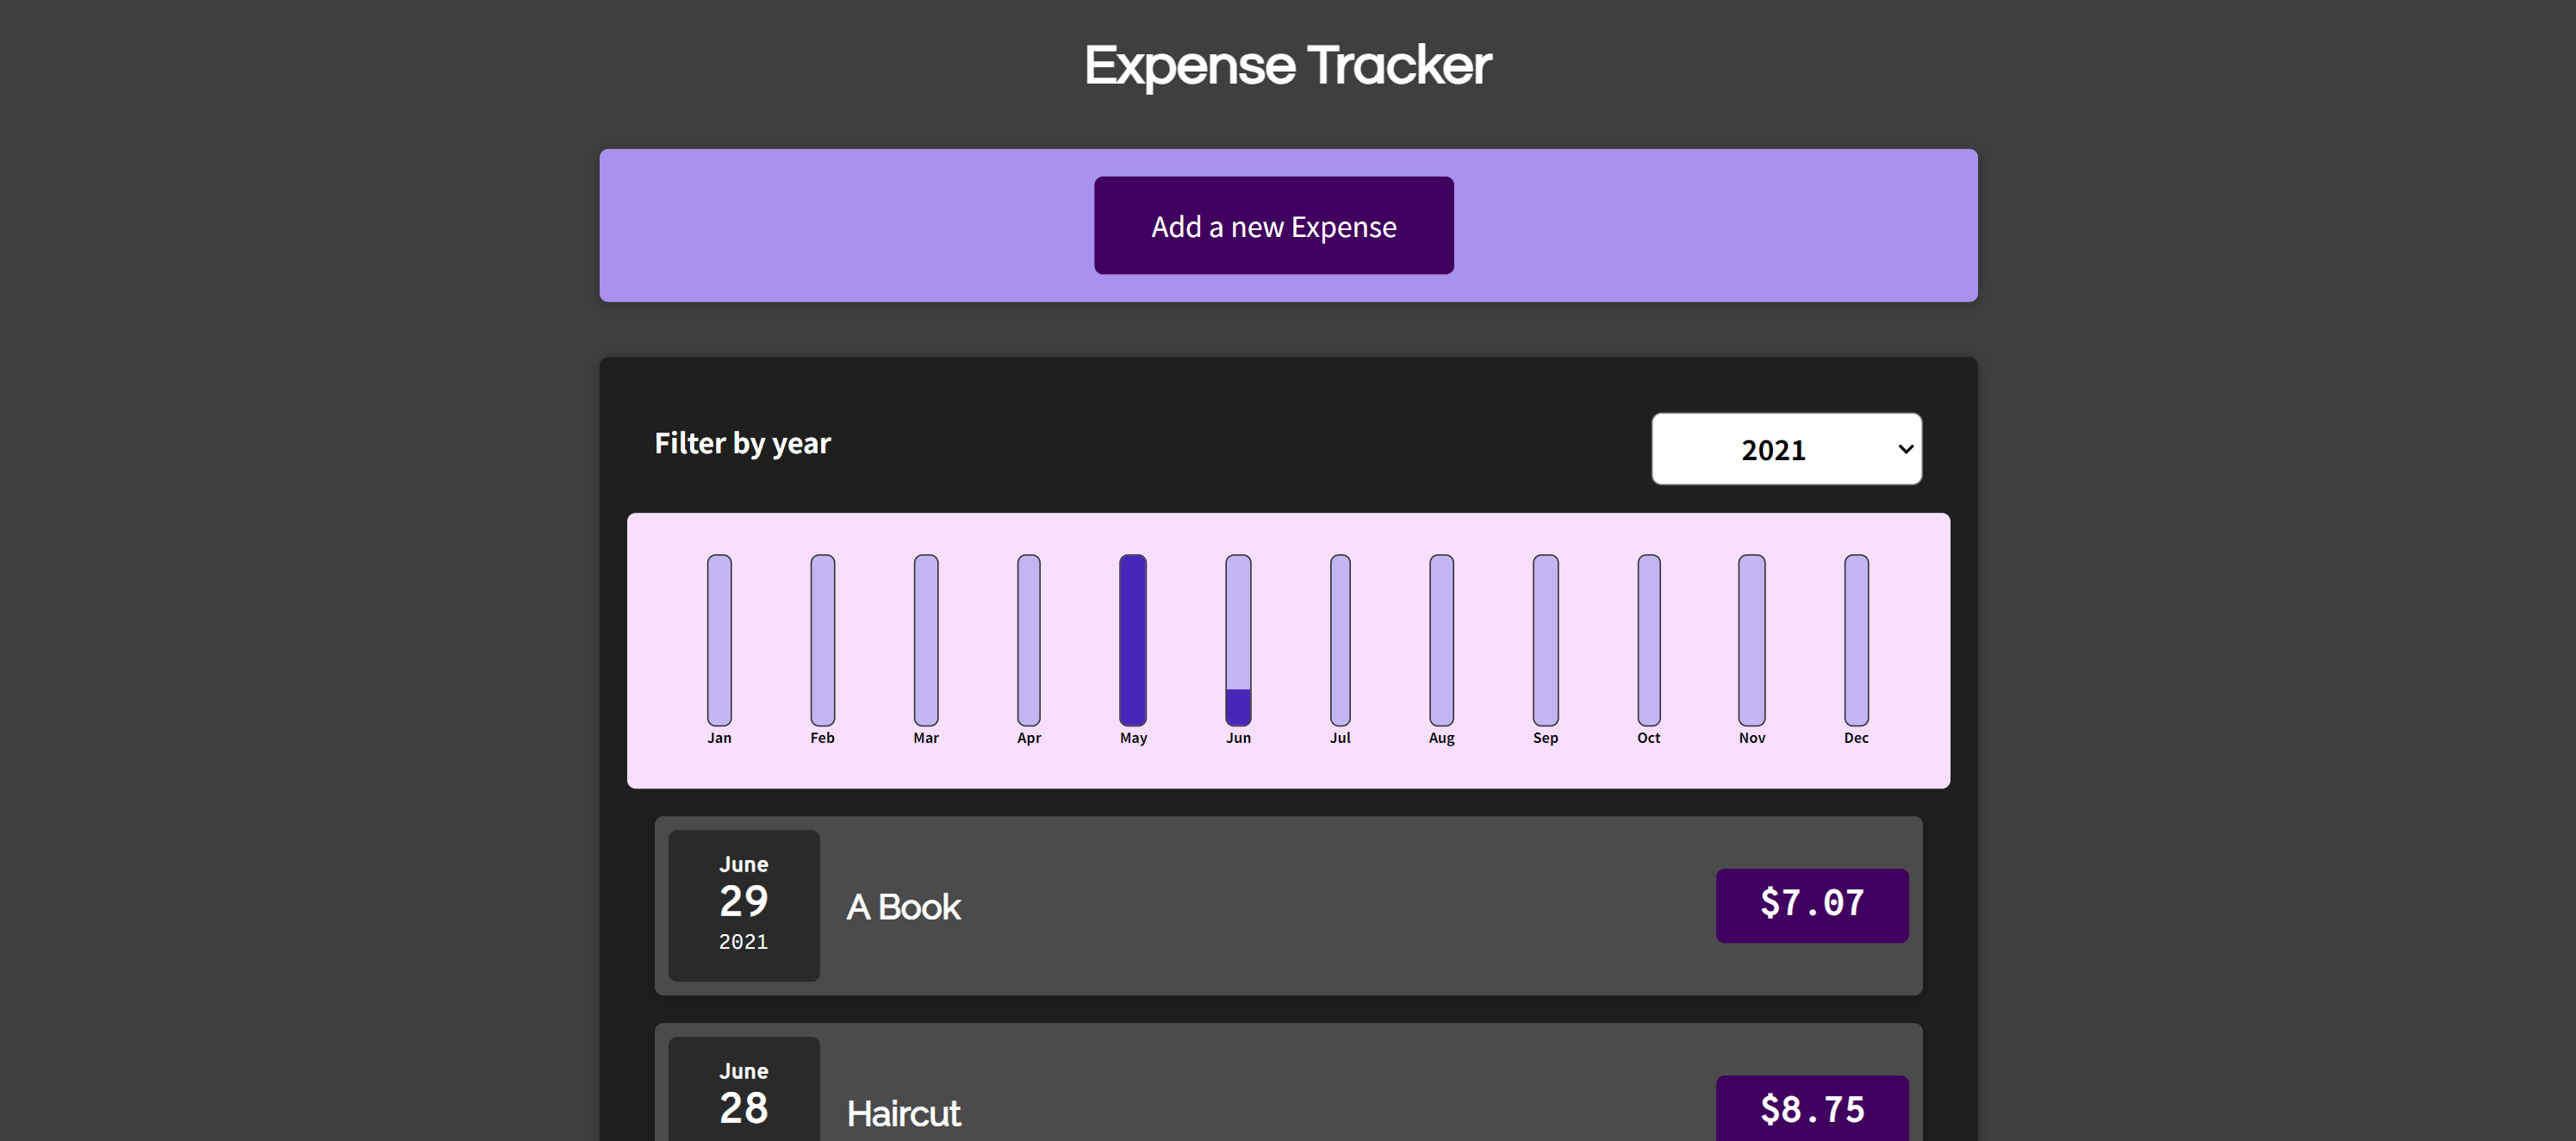 Expense Tracker
Add a new Expense
Filter by year
2021
Jan Feb Mar Apr May Jun Jul Aug Sep Oct Nov Dec
June
29
2021
A Book
$7.07
June
28
Haircut
$8.75